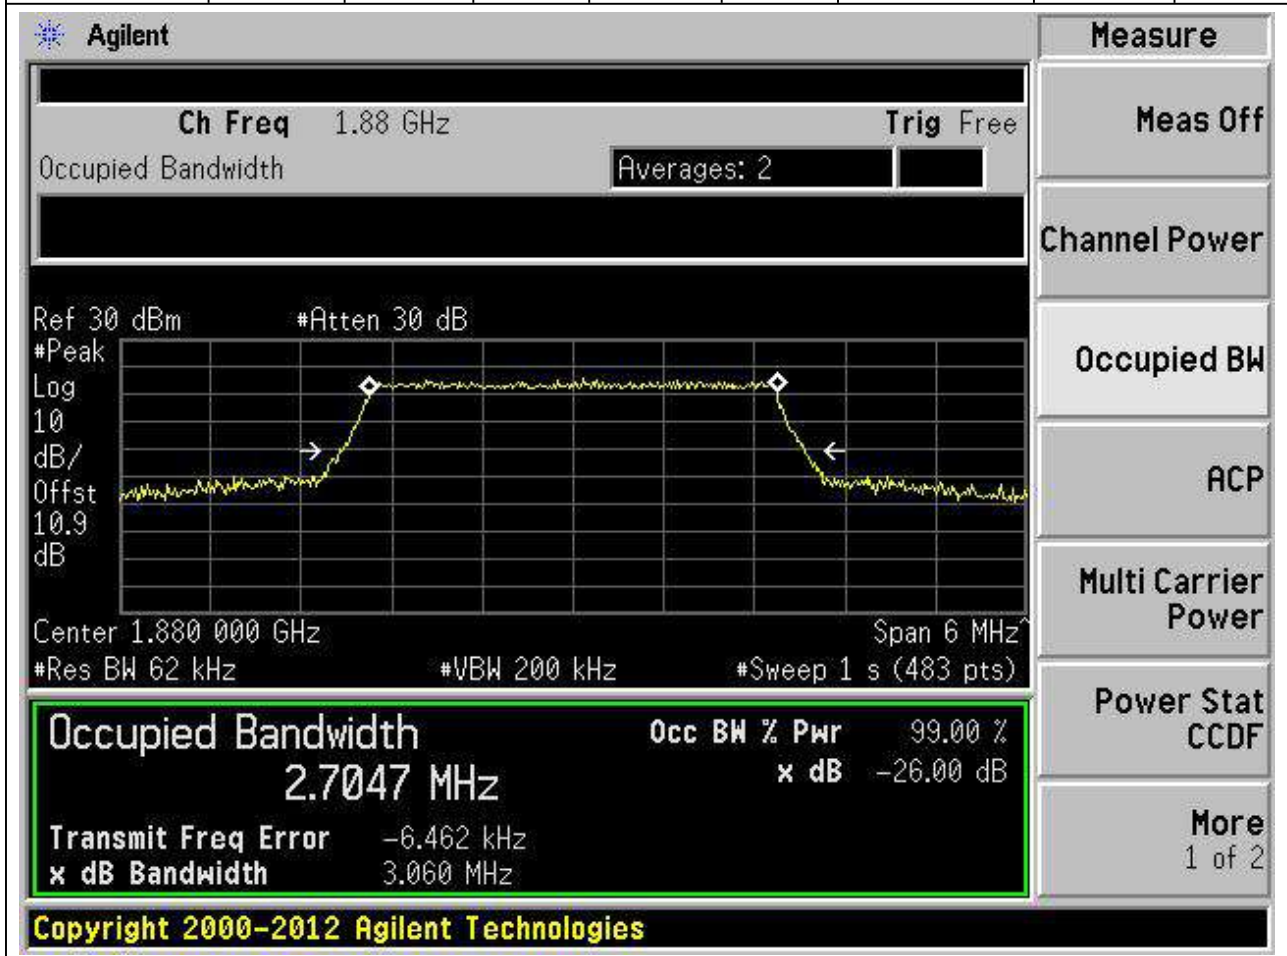 Agilent
Measure
Ch Freq 1.88 GHz Trig Free
Occupied Bandwidth Averages: 2
Ref 30 dBm #Atten 30 dB
#Peak
Log
10
dB/
Offst
10.9
dB
Center 1.880 000 GHz Span 6 MHz^
#Res BW 62 kHz #VBW 200 kHz #Sweep 1 s (483 pts)
Occupied Bandwidth Occ BW % Pwr 99.00 %
2.7047 MHz x dB -26.00 dB
Transmit Freq Error -6.462 kHz
x dB Bandwidth 3.060 MHz
Copyright 2000-2012 Agilent Technologies
Meas Off
Channel Power
Occupied BW
ACP
Multi Carrier
Power
Power Stat
CCDF
More
1 of 2